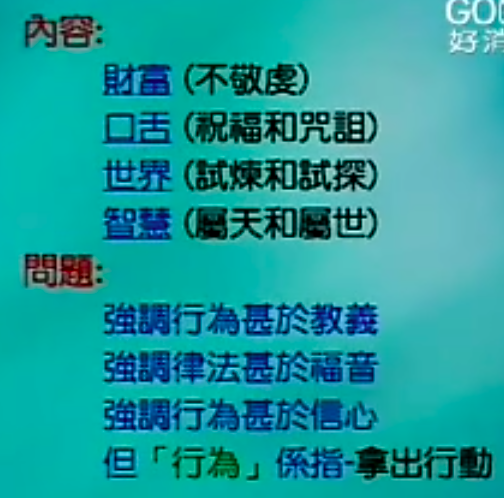 內容:
財富 (不敬虔)
口舌 (祝福和咒詛)
世界 (試煉和試探)
智慧 (屬天和屬世)
問題:
強調行為甚於教義
強調律法甚於福音
強調行為甚於信心
但「行為」係指-拿出行動
GOO
好消